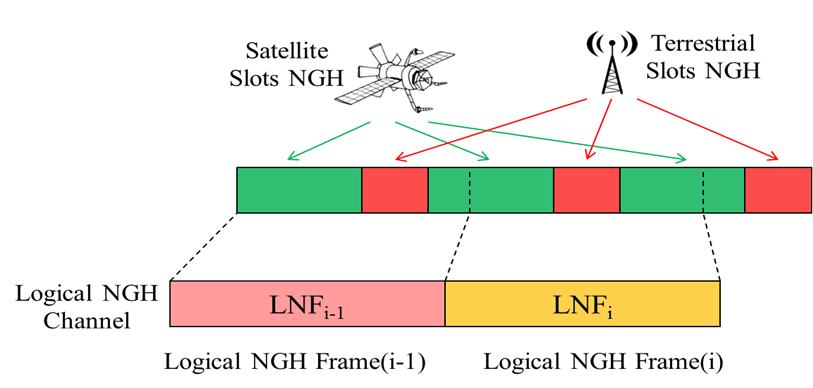 Satellite
Slots NGH
Terrestrial
Slots NGH
Logical NGH
Channel
LNFi-1
LNFi
Logical NGH Frame(i-1)
Logical NGH Frame(i)